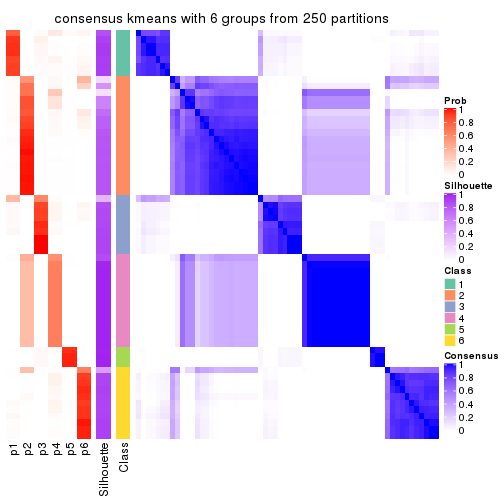 consensus kmeans with 6 groups from 250 partitions
Prob
1
0.8
0.6
0.4
0.2
0
Silhouette
1
0.8
0.6
0.4
0.2
0
Class
1
2
3
4
5
6
Consensus
1
0.8
0.6
0.4
0.2
0
p1
p2
p3
p4
p5
p6
Silhouette
Class